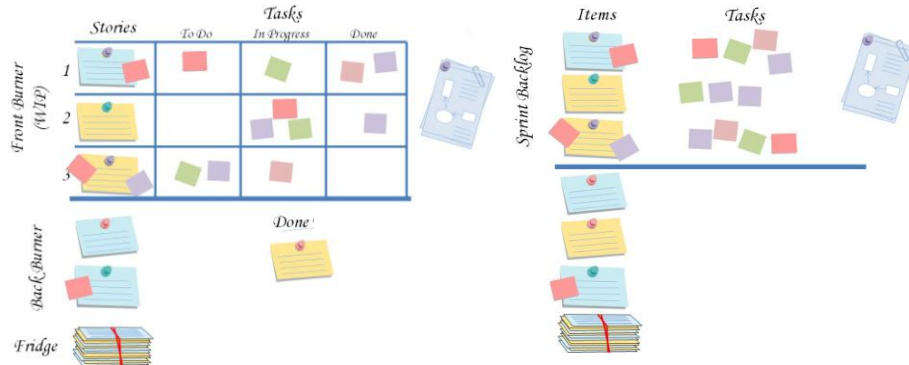 Tasks
Stories
To Do
In Progress
Done
Front Burner
(WIP)
1
2
3
Back Burner
Done
Fridge
Items
Tasks
Sprint Backlog